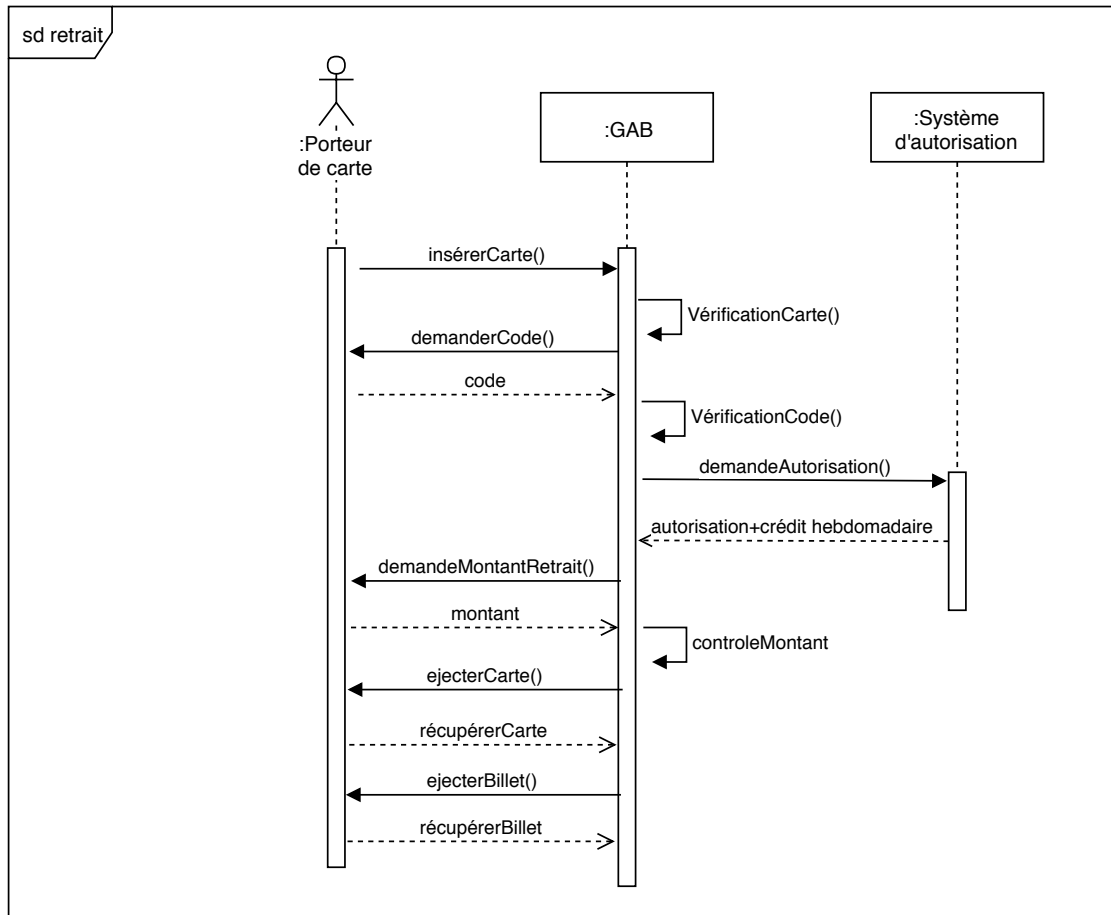 sd retrait
:Porteur
de carte
:GAB
:Système
d'autorisation
insérerCarte()
VérificationCarte()
demanderCode()
code
VérificationCode()
demandeAutorisation()
autorisation+crédit hebdomadaire
demandeMontantRetrait()
montant
controleMontant
ejecterCarte()
récupérerCarte
ejecterBillet()
récupérerBillet